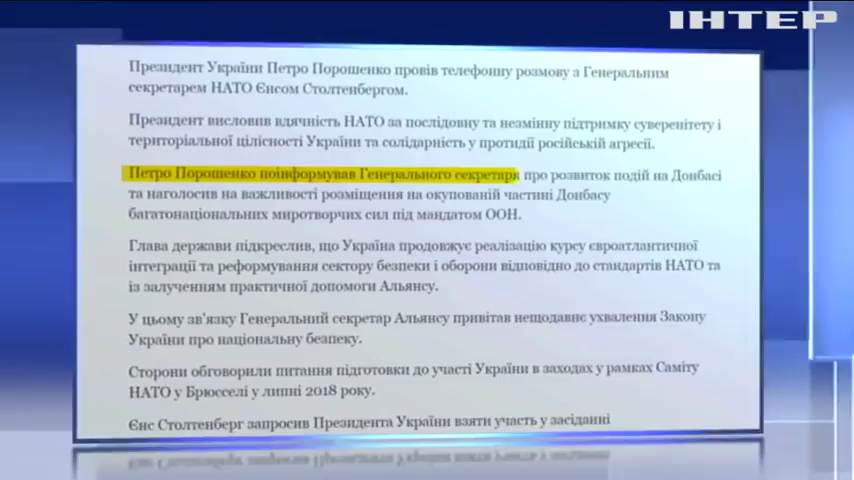 ІНТЕР
Президент України Петро Порошенко провів телефонну розмову з Генеральним
секретарем НАТО Єнсом Столтенбергом.
Президент висловив вдячність НАТО за послідовну та незмінну підтримку суверенітету і
територіальної цілісності України та солідарність у протидії російській агресії.
Петро Порошенко поінформував Генерального секретаря про розвиток подій на Донбасі
та наголосив на важливості розміщення на окупованій частині Донбасу
багатонаціональних миротворчих сил під мандатом ООН.
Глава держави підкреслив, що Україна продовжує реалізацію курсу євроатлантичної
інтеграції та реформування сектору безпеки і оборони відповідно до стандартів НАТО та
із залученням практичної допомоги Альянсу.
У цьому зв'язку Генеральний секретар Альянсу привітав нещодавнє ухвалення Закону
України про національну безпеку.
Сторони обговорили питання підготовки до участі України в заходах у рамках Саміту
НАТО у Брюсселі у липні 2018 року.
Єнс Столтенберг запросив Президента України взяти участь у засіданні